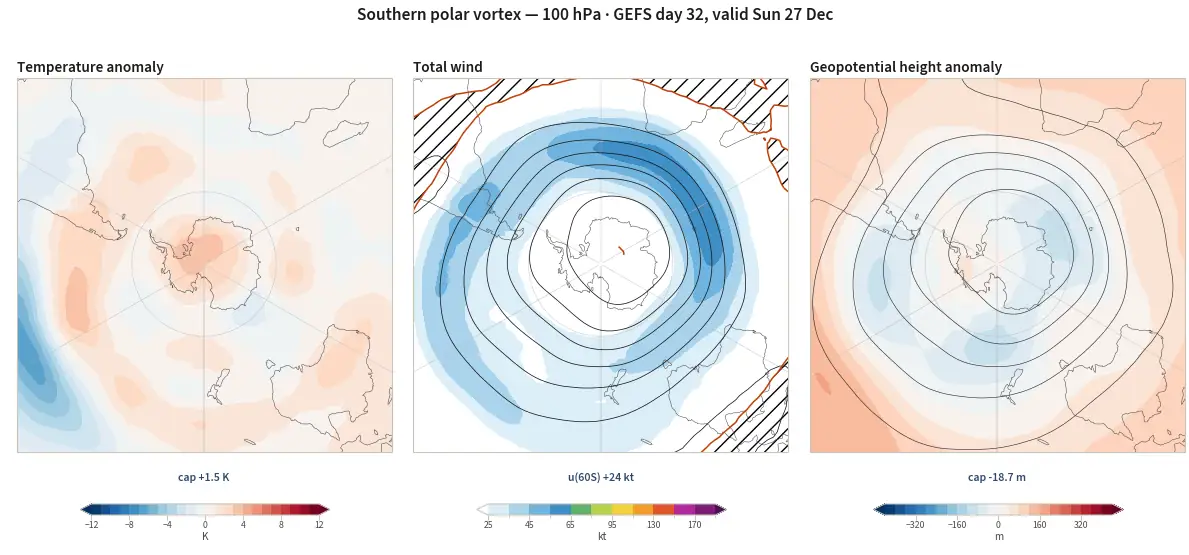 Southern polar vortex — 100 hPa · GEFS day 32, valid Sun 27 Dec
Temperature anomaly
Total wind
Geopotential height anomaly
cap +1.5 K
u(60S) +24 kt
cap -18.7 m
−12 −8 −4 0 4 8 12
K
25 45 65 95 130 170
kt
−320 −160 0 160 320
m